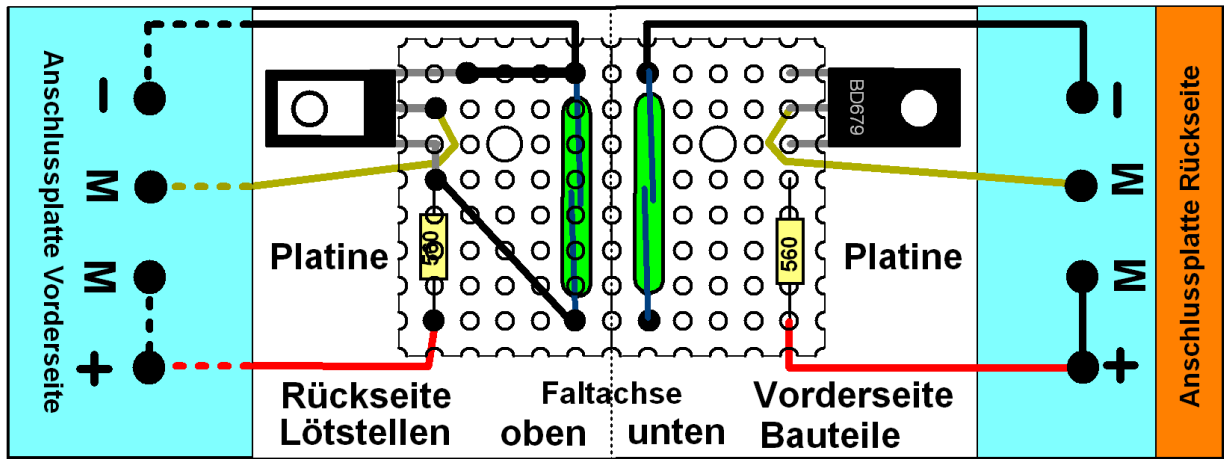 Anschlussplatte Vorderseite
–
M
M
+
560
Platine
Rückseite
Lötstellen
Faltachse
oben
unten
BD679
560
Platine
Vorderseite
Bauteile
–
M
M
+
Anschlussplatte Rückseite